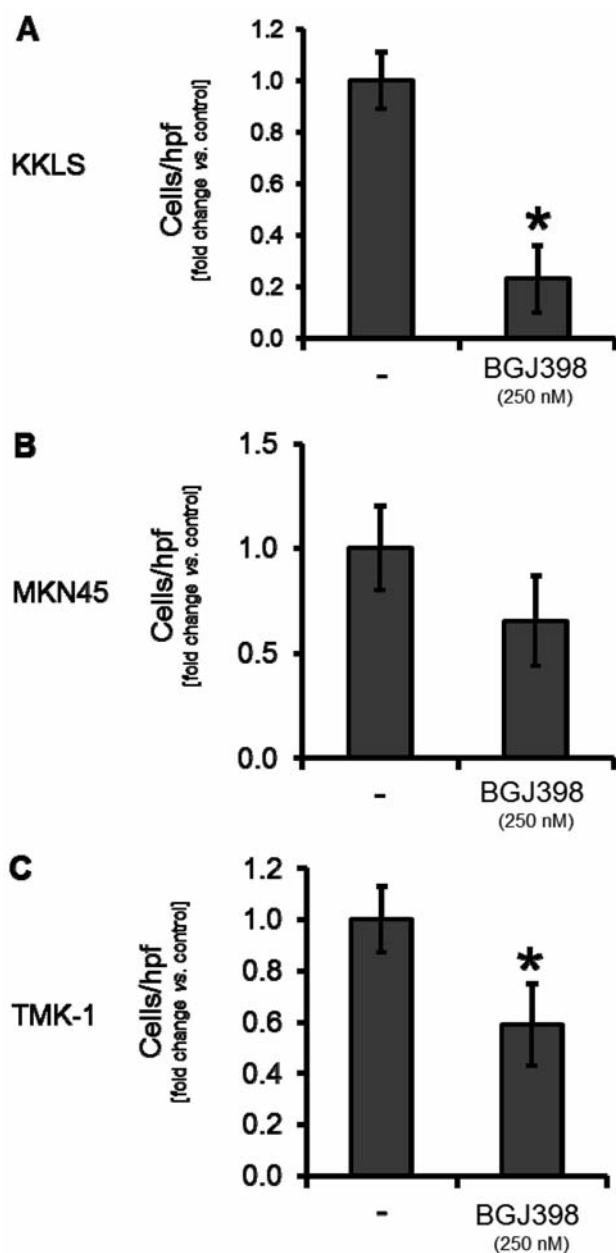 A
KKLS
Cells/hpf
[fold change vs. control]
1.2
1.0
0.8
0.6
0.4
0.2
0.0
*
-
BGJ398
(250 nM)
B
MKN45
Cells/hpf
[fold change vs. control]
1.5
1.0
0.5
0.0
-
BGJ398
(250 nM)
C
TMK-1
Cells/hpf
[fold change vs. control]
1.2
1.0
0.8
0.6
0.4
0.2
0.0
*
-
BGJ398
(250 nM)